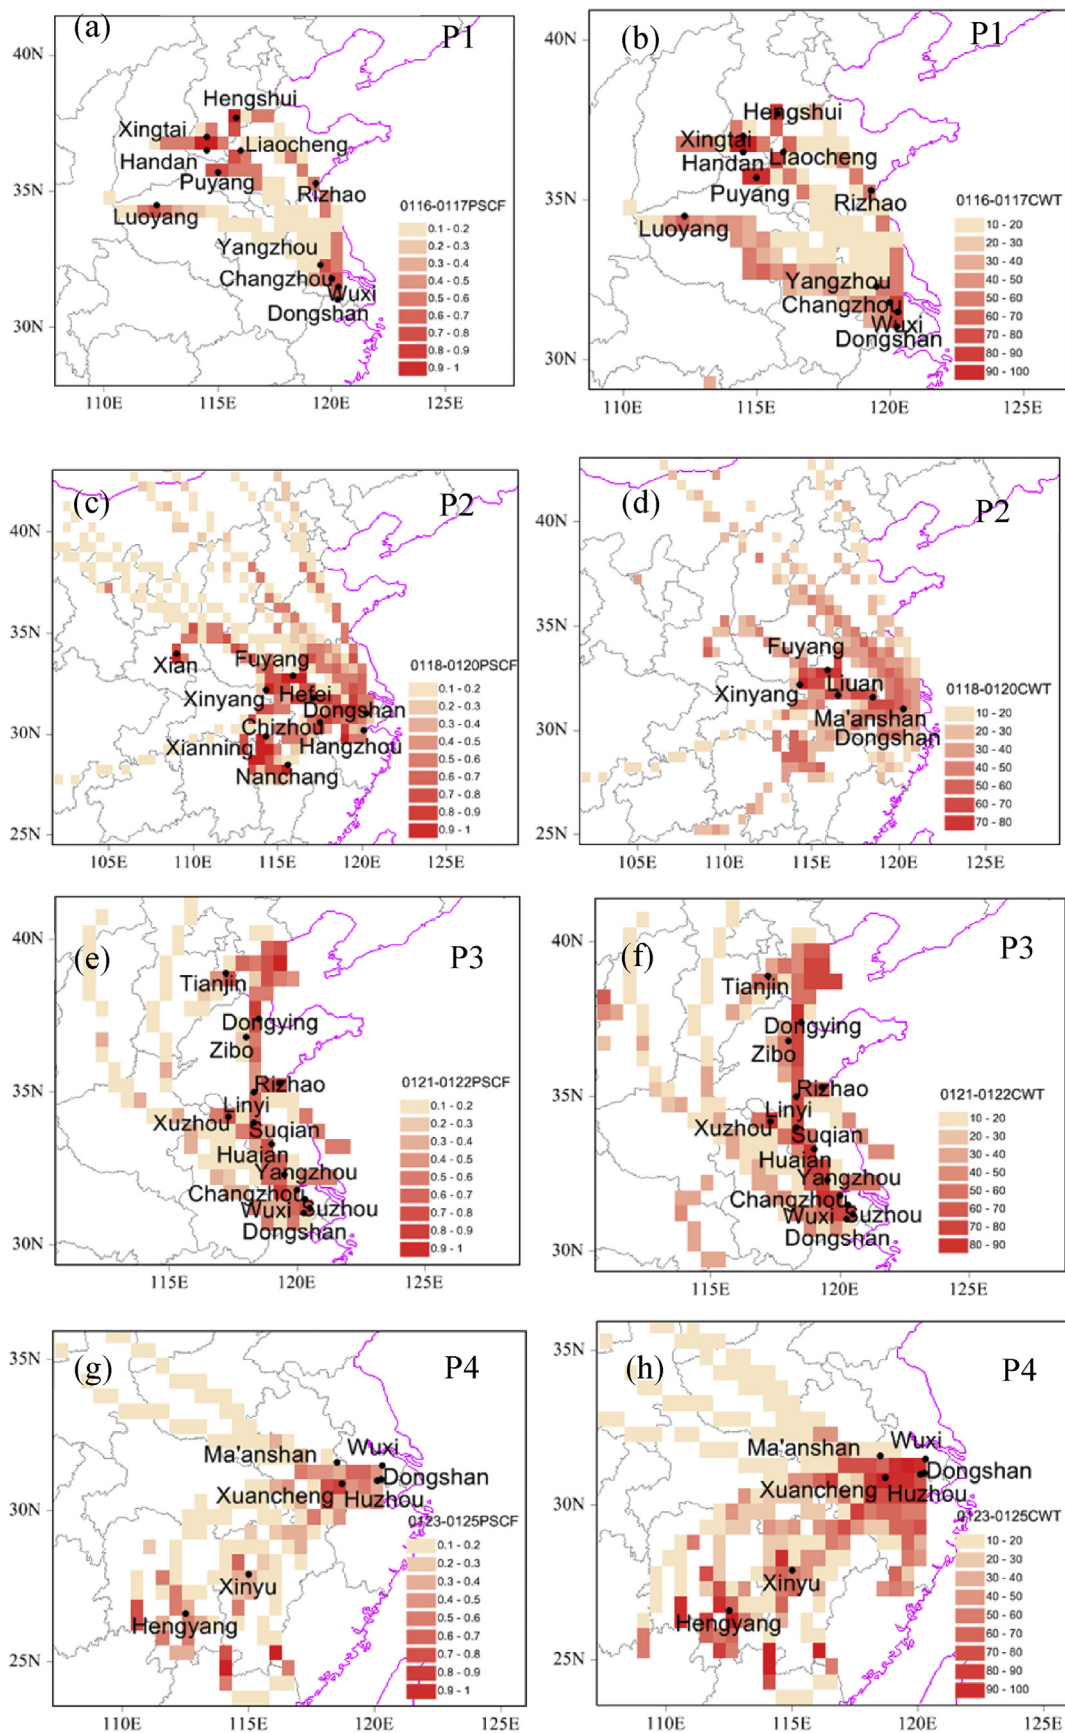 (a)
P1
40N
35N
30N
Hengshui
Xingtai
Liaocheng
Handan
Puyang
Rizhao
Luoyang
Yangzhou
Changzhou
Wuxi
Dongshan
0116-0117PSCF
0.1 - 0.2
0.2 - 0.3
0.3 - 0.4
0.4 - 0.5
0.5 - 0.6
0.6 - 0.7
0.7 - 0.8
0.8 - 0.9
0.9 - 1
110E 115E 120E 125E
(b)
P1
40N
35N
30N
Hengshui
Xingtai
Handan
Liaocheng
Puyang
Rizhao
Luoyang
Yangzhou
Changzhou
Wuxi
Dongshan
0116-0117CWT
10 - 20
20 - 30
30 - 40
40 - 50
50 - 60
60 - 70
70 - 80
80 - 90
90 - 100
110E 115E 120E 125E
(c)
P2
40N
35N
30N
25N
Xian
Fuyang
Xinyang
Hefei
Dongshan
Chizhou
Xianning
Hangzhou
Nanchang
0118-0120PSCF
0.1 - 0.2
0.2 - 0.3
0.3 - 0.4
0.4 - 0.5
0.5 - 0.6
0.6 - 0.7
0.7 - 0.8
0.8 - 0.9
0.9 - 1
105E 110E 115E 120E 125E
(d)
P2
40N
35N
30N
25N
Fuyang
Liuan
Xinyang
Ma'anshan
Dongshan
0118-0120CWT
10 - 20
20 - 30
30 - 40
40 - 50
50 - 60
60 - 70
70 - 80
105E 110E 115E 120E 125E
(e)
P3
40N
35N
30N
Tianjin
Dongying
Zibo
Rizhao
Linyi
Xuzhou
Suqian
Huaian
Yangzhou
Changzhou
Wuxi
Suzhou
Dongshan
0121-0122PSCF
0.1 - 0.2
0.2 - 0.3
0.3 - 0.4
0.4 - 0.5
0.5 - 0.6
0.6 - 0.7
0.7 - 0.8
0.8 - 0.9
0.9 - 1
115E 120E 125E
(f)
P3
40N
35N
30N
Tianjin
Dongying
Zibo
Rizhao
Linyi
Xuzhou
Suqian
Huaian
Yangzhou
Changzhou
Wuxi
Suzhou
Dongshan
0121-0122CWT
10 - 20
20 - 30
30 - 40
40 - 50
50 - 60
60 - 70
70 - 80
80 - 90
115E 120E 125E
(g)
P4
35N
30N
25N
Ma'anshan
Wuxi
Dongshan
Xuancheng
Huzhou
Xinyu
Hengyang
0123-0125PSCF
0.1 - 0.2
0.2 - 0.3
0.3 - 0.4
0.4 - 0.5
0.5 - 0.6
0.6 - 0.7
0.7 - 0.8
0.8 - 0.9
0.9 - 1
110E 115E 120E 125E
(h)
P4
35N
30N
25N
Ma'anshan
Wuxi
Dongshan
Xuancheng
Huzhou
Xinyu
Hengyang
0123-0125CWT
10 - 20
20 - 30
30 - 40
40 - 50
50 - 60
60 - 70
70 - 80
80 - 90
90 - 100
110E 115E 120E 125E